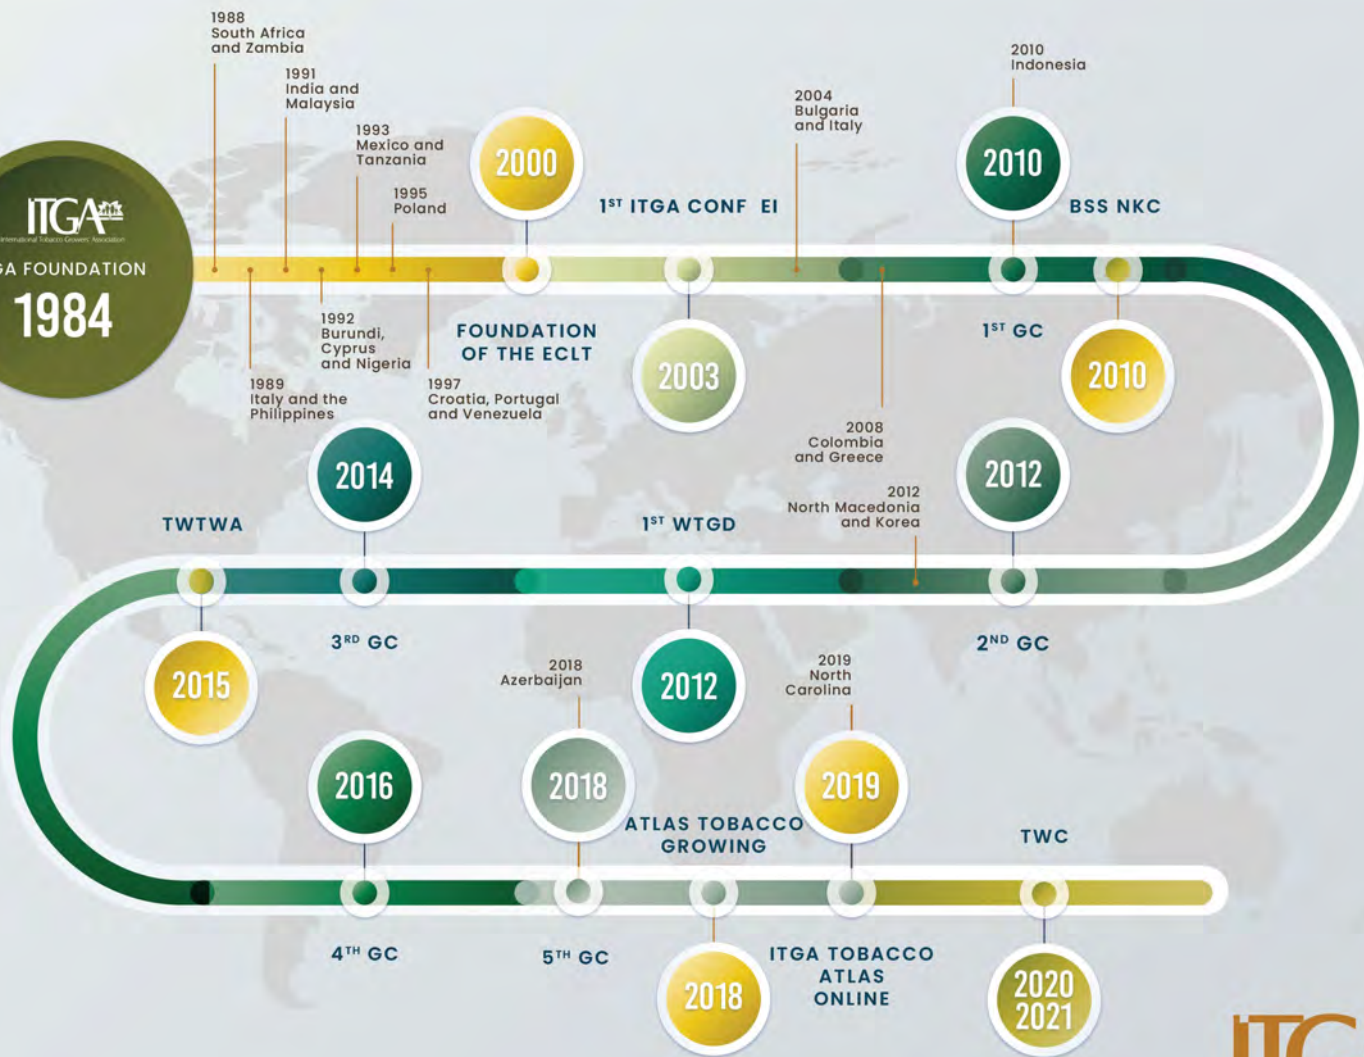 1988
South Africa
and Zambia
1991
India and
Malaysia
1993
Mexico and
Tanzania
1995
Poland
2000
1ST ITGA CONF EI
2004
Bulgaria
and Italy
2010
Indonesia
2010
BSS NKC
ITGA
International Tobacco Growers' Association
GA FOUNDATION
1984
1989
Italy and the
Philippines
1992
Burundi,
Cyprus
and Nigeria
1997
Croatia, Portugal
and Venezuela
FOUNDATION
OF THE ECLT
2003
2008
Colombia
and Greece
1ST GC
2010
2014
TWTWA
1ST WTGD
2012
North Macedonia
and Korea
2012
2015
3RD GC
2012
2ND GC
2018
Azerbaijan
2019
North
Carolina
2016
2018
ATLAS TOBACCO
GROWING
2019
TWC
4TH GC
5TH GC
2018
ITGA TOBACCO
ATLAS
ONLINE
2020
2021
ITG